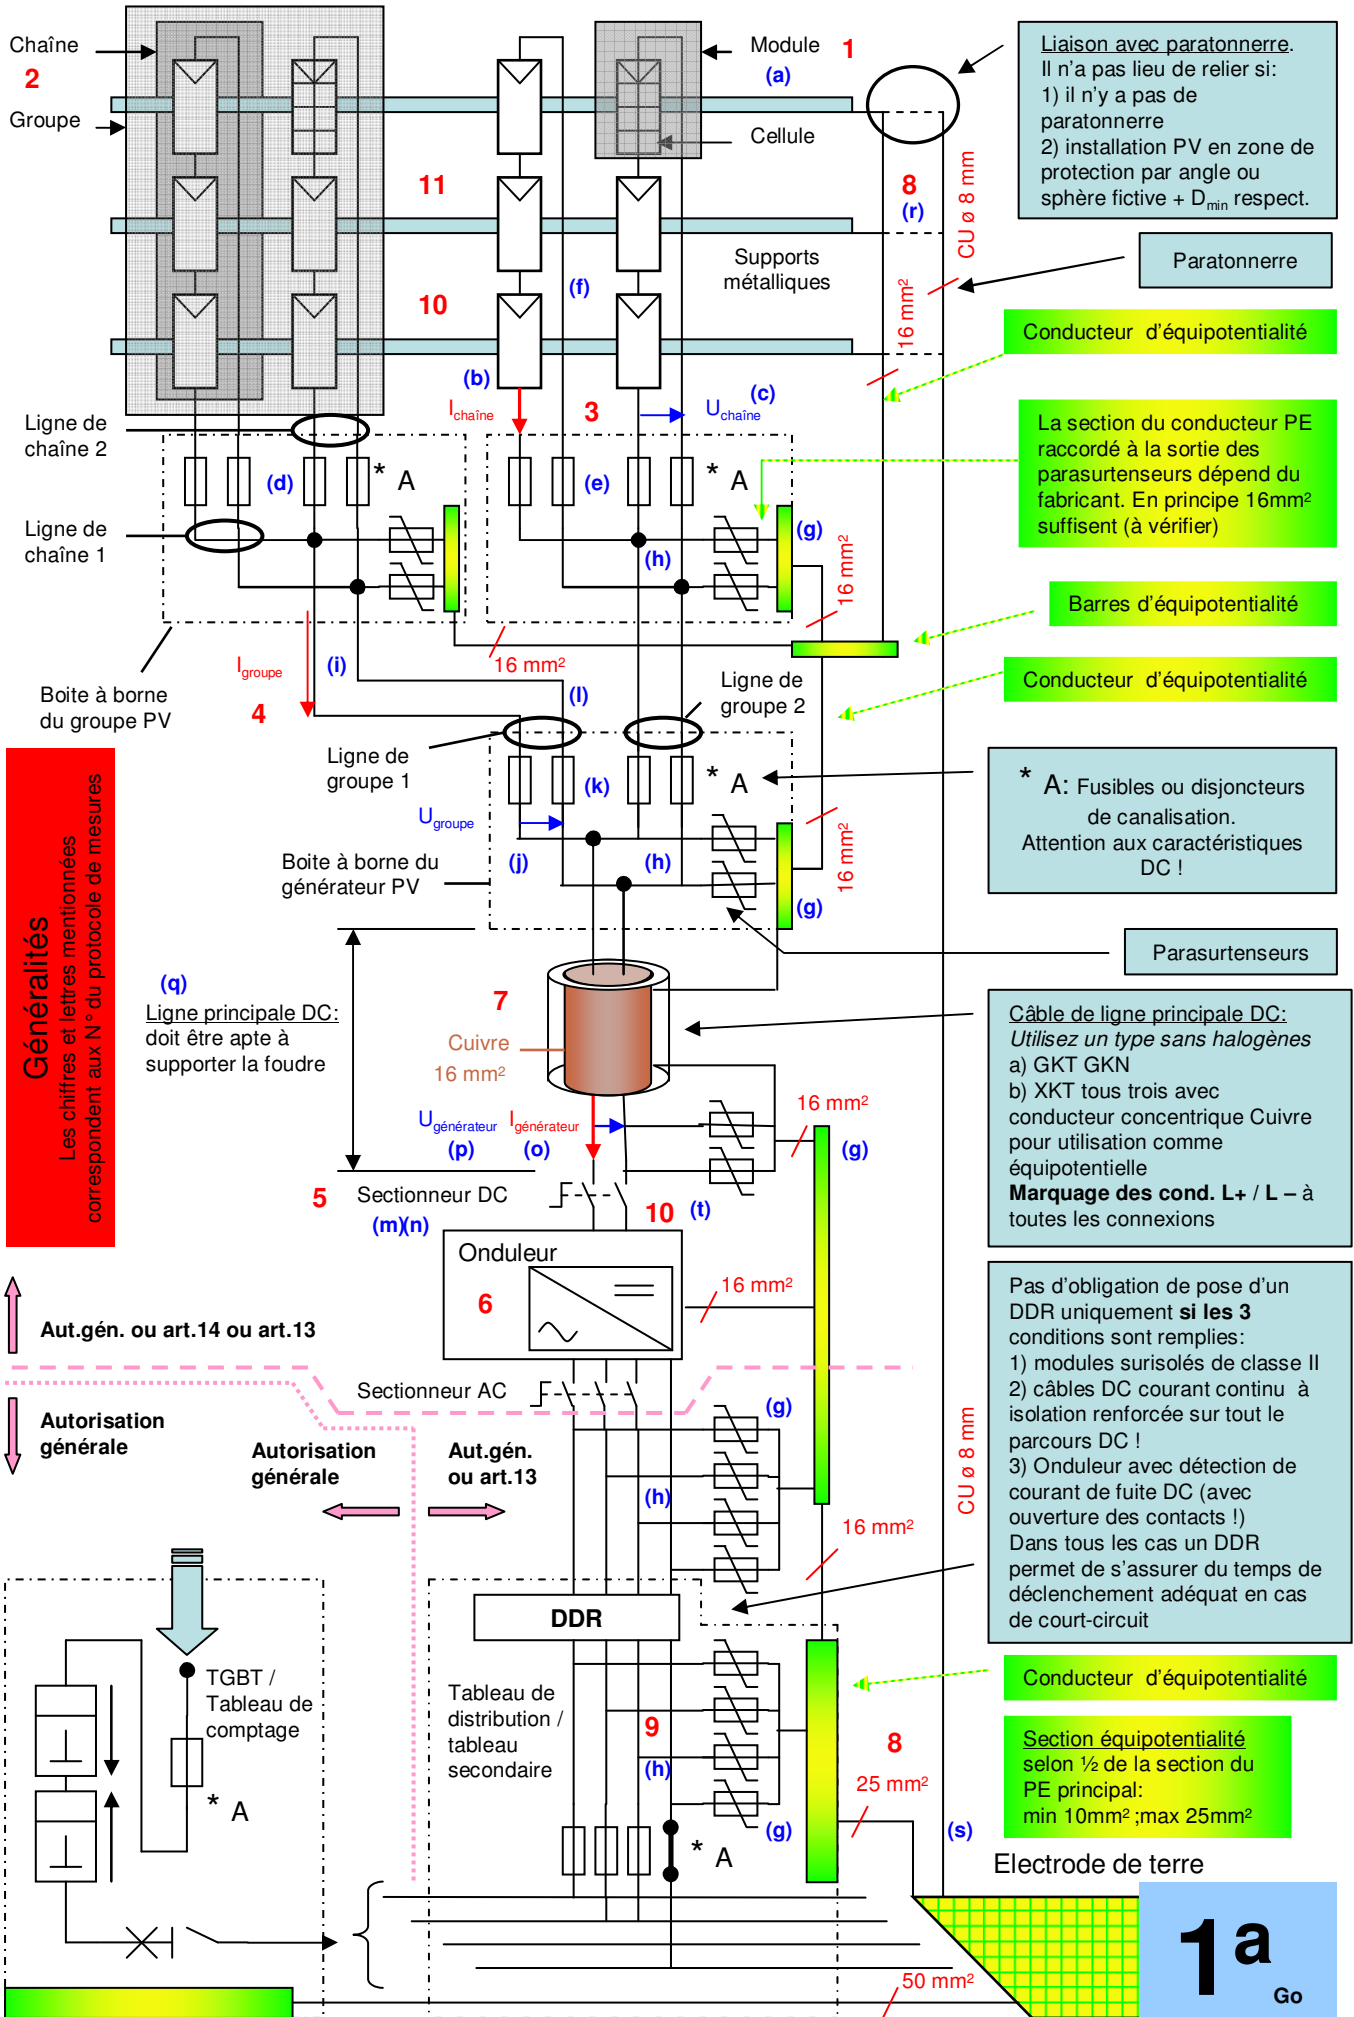 Chaîne
2
Groupe
Module
1
(a)
Cellule
Liaison avec paratonnerre.
Il n'a pas lieu de relier si:
1) il n'y a pas de
paratonnerre
2) installation PV en zone de
protection par angle ou
sphère fictive + Dmin respect.
11
8
(r)
CU ø 8 mm
Supports
métalliques
Paratonnerre
(f)
10
16 mm²
Conducteur d'équipotentialité
(b)
(c)
Ichaîne
3
Uchaîne
Ligne de
chaîne 2
La section du conducteur PE
raccordé à la sortie des
parasurtenseurs dépend du
fabricant. En principe 16mm²
suffisent (à vérifier)
(d)
* A
(e)
* A
Ligne de
chaîne 1
(g)
(h)
16 mm²
Barres d'équipotentialité
Igroupe
(i)
16 mm²
Conducteur d'équipotentialité
Boite à borne
du groupe PV
4
(l)
Ligne de
groupe 2
Ligne de
groupe 1
(k)
* A
* A: Fusibles ou disjoncteurs
de canalisation.
Attention aux caractéristiques
DC !
Ugroupe
(j)
(h)
16 mm²
Boite à borne du
générateur PV
(g)
Parasurtenseurs
Généralités
Les chiffres et lettres mentionnées
correspondent aux N° du protocole de mesures
(q)
Ligne principale DC:
doit être apte à
supporter la foudre
7
Cuivre
16 mm²
Câble de ligne principale DC:
Utilisez un type sans halogènes
a) GKT GKN
b) XKT tous trois avec
conducteur concentrique Cuivre
pour utilisation comme
équipotentielle
Marquage des cond. L+ / L – à
toutes les connexions
16 mm²
Ugénérateur
Igénérateur
(p)
(o)
(g)
5
Sectionneur DC
(m)(n)
10
(t)
Onduleur
6
16 mm²
Pas d'obligation de pose d'un
DDR uniquement si les 3
conditions sont remplies:
1) modules surisolés de classe II
2) câbles DC courant continu à
isolation renforcée sur tout le
parcours DC !
3) Onduleur avec détection de
courant de fuite DC (avec
ouverture des contacts !)
Dans tous les cas un DDR
permet de s'assurer du temps de
déclenchement adéquat en cas
de court-circuit
Aut.gén. ou art.14 ou art.13
Sectionneur AC
(g)
Autorisation
générale
Autorisation
générale
Aut.gén.
ou art.13
CU ø 8 mm
(h)
16 mm²
DDR
TGBT /
Tableau de
comptage
* A
Tableau de
distribution /
tableau
secondaire
9
(h)
8
25 mm²
Conducteur d'équipotentialité
Section équipotentialité
selon ½ de la section du
PE principal:
min 10mm² ;max 25mm²
(g)
(s)
* A
Electrode de terre
50 mm²
1a
Go